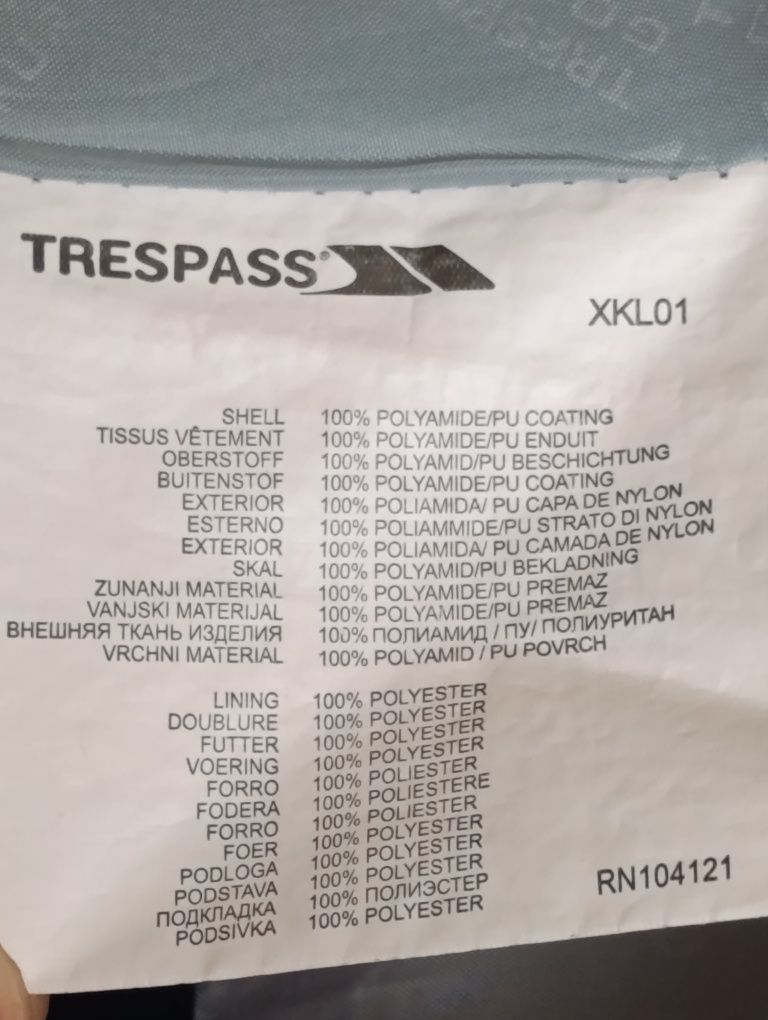 TRESPASS
TRESPASS®
XKL01
SHELL 100% POLYAMIDE/PU COATING
TISSUS VÊTEMENT 100% POLYAMIDE/PU ENDUIT
OBERSTOFF 100% POLYAMID/PU BESCHICHTUNG
BUITENSTOF 100% POLYAMIDE/PU COATING
EXTERIOR 100% POLIAMIDA/ PU CAPA DE NYLON
ESTERNO 100% POLIAMMIDE/PU STRATO DI NYLON
EXTERIOR 100% POLIAMIDA/ PU CAMADA DE NYLON
SKAL 100% POLYAMID/PU BEKLADNING
ZUNANJI MATERIAL 100% POLYAMIDE/PU PREMAZ
VANJSKI MATERIJAL 100% POLYAMIDE/PU PREMAZ
ВНЕШНЯЯ ТКАНЬ ИЗДЕЛИЯ 100% ПОЛИАМИД / ПУ/ ПОЛИУРИТАН
VRCHNI MATERIAL 100% POLYAMID / PU POVRCH
LINING 100% POLYESTER
DOUBLURE 100% POLYESTER
FUTTER 100% POLYESTER
VOERING 100% POLYESTER
FORRO 100% POLIESTER
FODERA 100% POLIESTERE
FORRO 100% POLIESTER
FOER 100% POLYESTER
PODLOGA 100% POLYESTER
PODSTAVA 100% POLYESTER
ПОДКЛАДКА 100% ПОЛИЭСТЕР
PODSIVKA 100% POLYESTER
RN104121